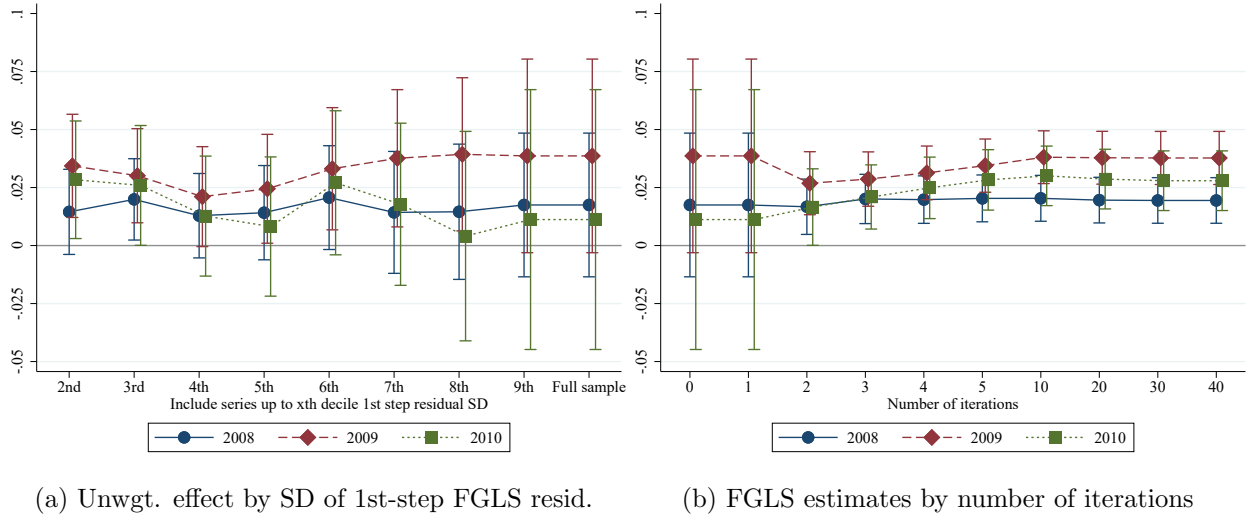 .1
.075
.05
.025
0
-.025
-.05
2nd 3rd 4th 5th 6th 7th 8th 9th Full sample
Include series up to xth decile 1st step residual SD
2008 2009 2010
(a) Unwgt. effect by SD of 1st-step FGLS resid.
.1
.075
.05
.025
0
-.025
-.05
0 1 2 3 4 5 10 20 30 40
Number of iterations
2008 2009 2010
(b) FGLS estimates by number of iterations